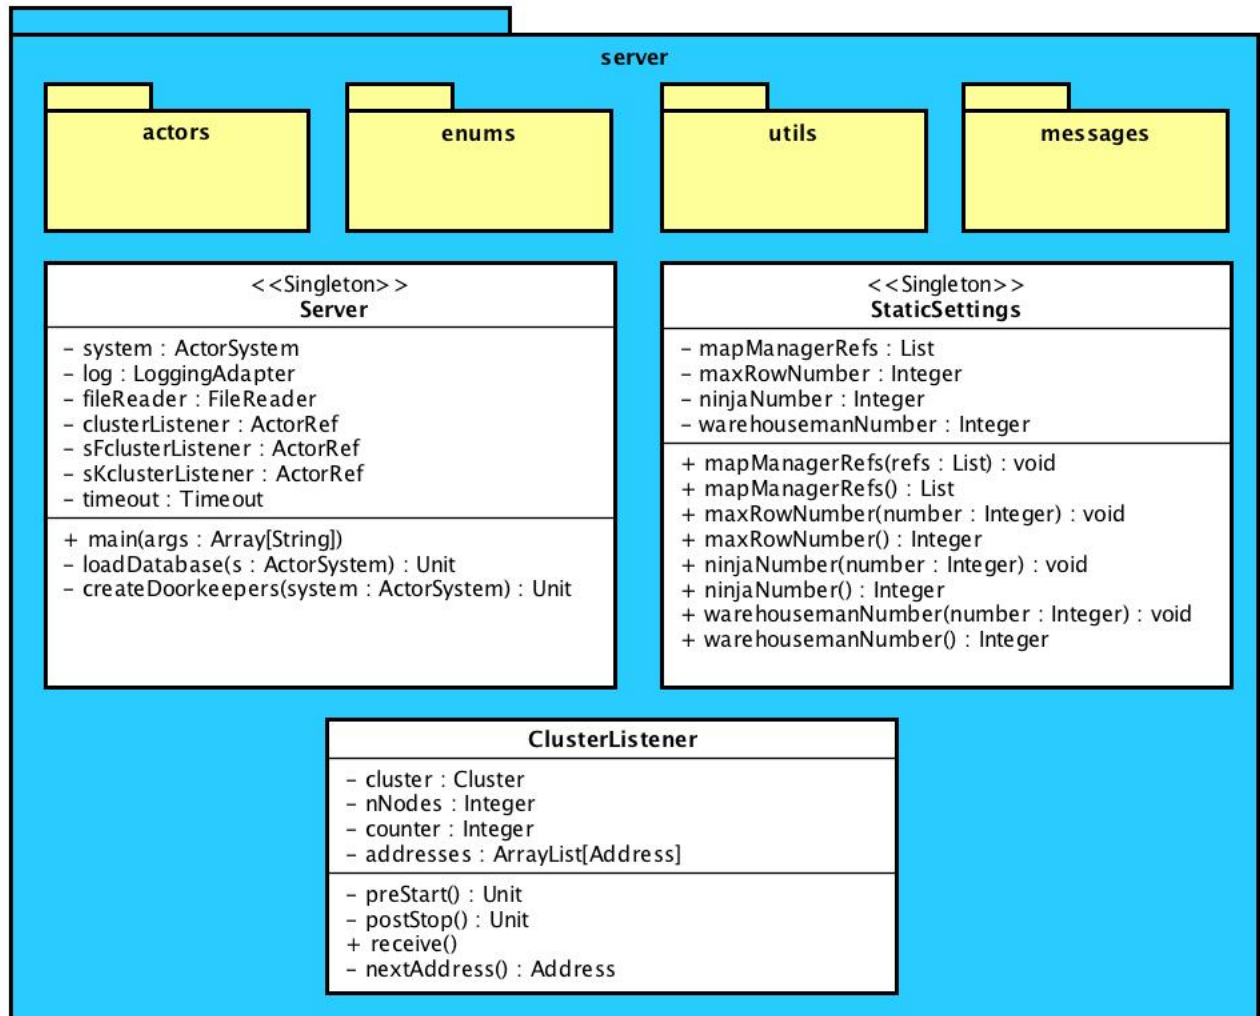 server
actors
enums
utils
messages
<<Singleton>>
Server
- system : ActorSystem
- log : LoggingAdapter
- fileReader : FileReader
- clusterListener : ActorRef
- sFclusterListener : ActorRef
- sKclusterListener : ActorRef
- timeout : Timeout
+ main(args : Array[String])
- loadDatabase(s : ActorSystem) : Unit
- createDoorkeepers(system : ActorSystem) : Unit
<<Singleton>>
StaticSettings
- mapManagerRefs : List
- maxRowNumber : Integer
- ninjaNumber : Integer
- warehousemanNumber : Integer
+ mapManagerRefs(refs : List) : void
+ mapManagerRefs() : List
+ maxRowNumber(number : Integer) : void
+ maxRowNumber() : Integer
+ ninjaNumber(number : Integer) : void
+ ninjaNumber() : Integer
+ warehousemanNumber(number : Integer) : void
+ warehousemanNumber() : Integer
ClusterListener
- cluster : Cluster
- nNodes : Integer
- counter : Integer
- addresses : ArrayList[Address]
- preStart() : Unit
- postStop() : Unit
+ receive()
- nextAddress() : Address